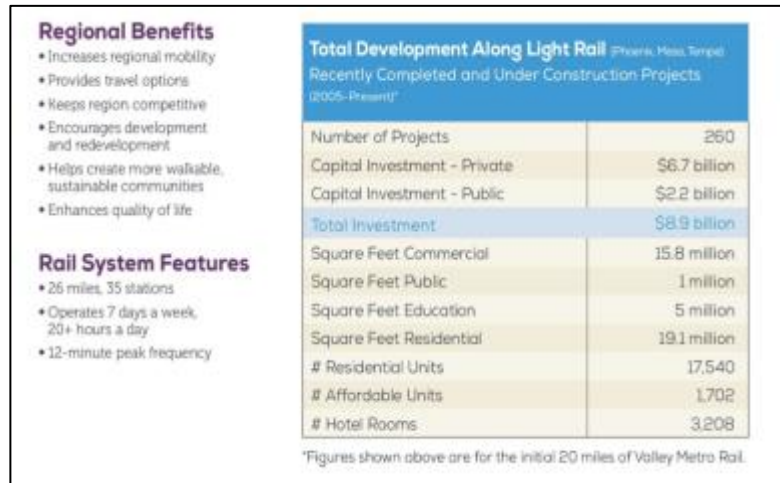 Regional Benefits
• Increases regional mobility
• Provides travel options
• Keeps region competitive
• Encourages development
and redevelopment
• Helps create more walkable,
sustainable communities
• Enhances quality of life
Rail System Features
• 26 miles, 35 stations
• Operates 7 days a week,
20+ hours a day
• 12-minute peak frequency
Total Development Along Light Rail (Phoenix, Mesa, Tempe)
Recently Completed and Under Construction Projects
(2005-Present)*
Number of Projects 260
Capital Investment - Private $6.7 billion
Capital Investment - Public $2.2 billion
Total Investment $8.9 billion
Square Feet Commercial 15.8 million
Square Feet Public 1 million
Square Feet Education 5 million
Square Feet Residential 19.1 million
# Residential Units 17,540
# Affordable Units 1,702
# Hotel Rooms 3,208
*Figures shown above are for the initial 20 miles of Valley Metro Rail.